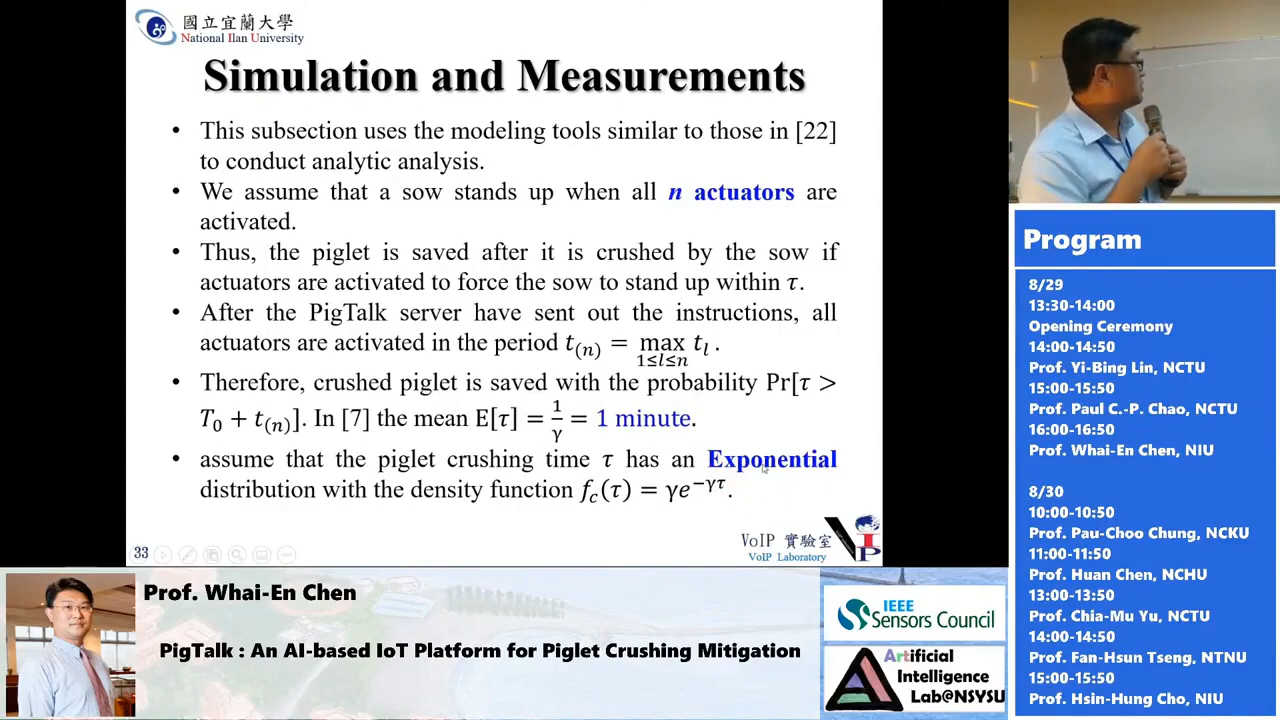 國立宜蘭大學
National Ilan University
Simulation and Measurements
• This subsection uses the modeling tools similar to those in [22]
to conduct analytic analysis.
• We assume that a sow stands up when all n actuators are
activated.
• Thus, the piglet is saved after it is crushed by the sow if
actuators are activated to force the sow to stand up within τ.
• After the PigTalk server have sent out the instructions, all
actuators are activated in the period t₍ₙ₎ = max 1≤l≤n tₗ .
• Therefore, crushed piglet is saved with the probability Pr[τ >
T₀ + t₍ₙ₎]. In [7] the mean E[τ] = 1/γ = 1 minute.
• assume that the piglet crushing time τ has an Exponential
distribution with the density function f_c(τ) = γe^{−γτ}.
33
VoIP 實驗室
VoIP Laboratory
VIP
Program
8/29
13:30-14:00
Opening Ceremony
14:00-14:50
Prof. Yi-Bing Lin, NCTU
15:00-15:50
Prof. Paul C.-P. Chao, NCTU
16:00-16:50
Prof. Whai-En Chen, NIU
8/30
10:00-10:50
Prof. Pau-Choo Chung, NCKU
11:00-11:50
Prof. Huan Chen, NCHU
13:00-13:50
Prof. Chia-Mu Yu, NCTU
14:00-14:50
Prof. Fan-Hsun Tseng, NTNU
15:00-15:50
Prof. Hsin-Hung Cho, NIU
Prof. Whai-En Chen
PigTalk : An AI-based IoT Platform for Piglet Crushing Mitigation
IEEE
Sensors Council
Artificial
Intelligence
Lab@NSYSU